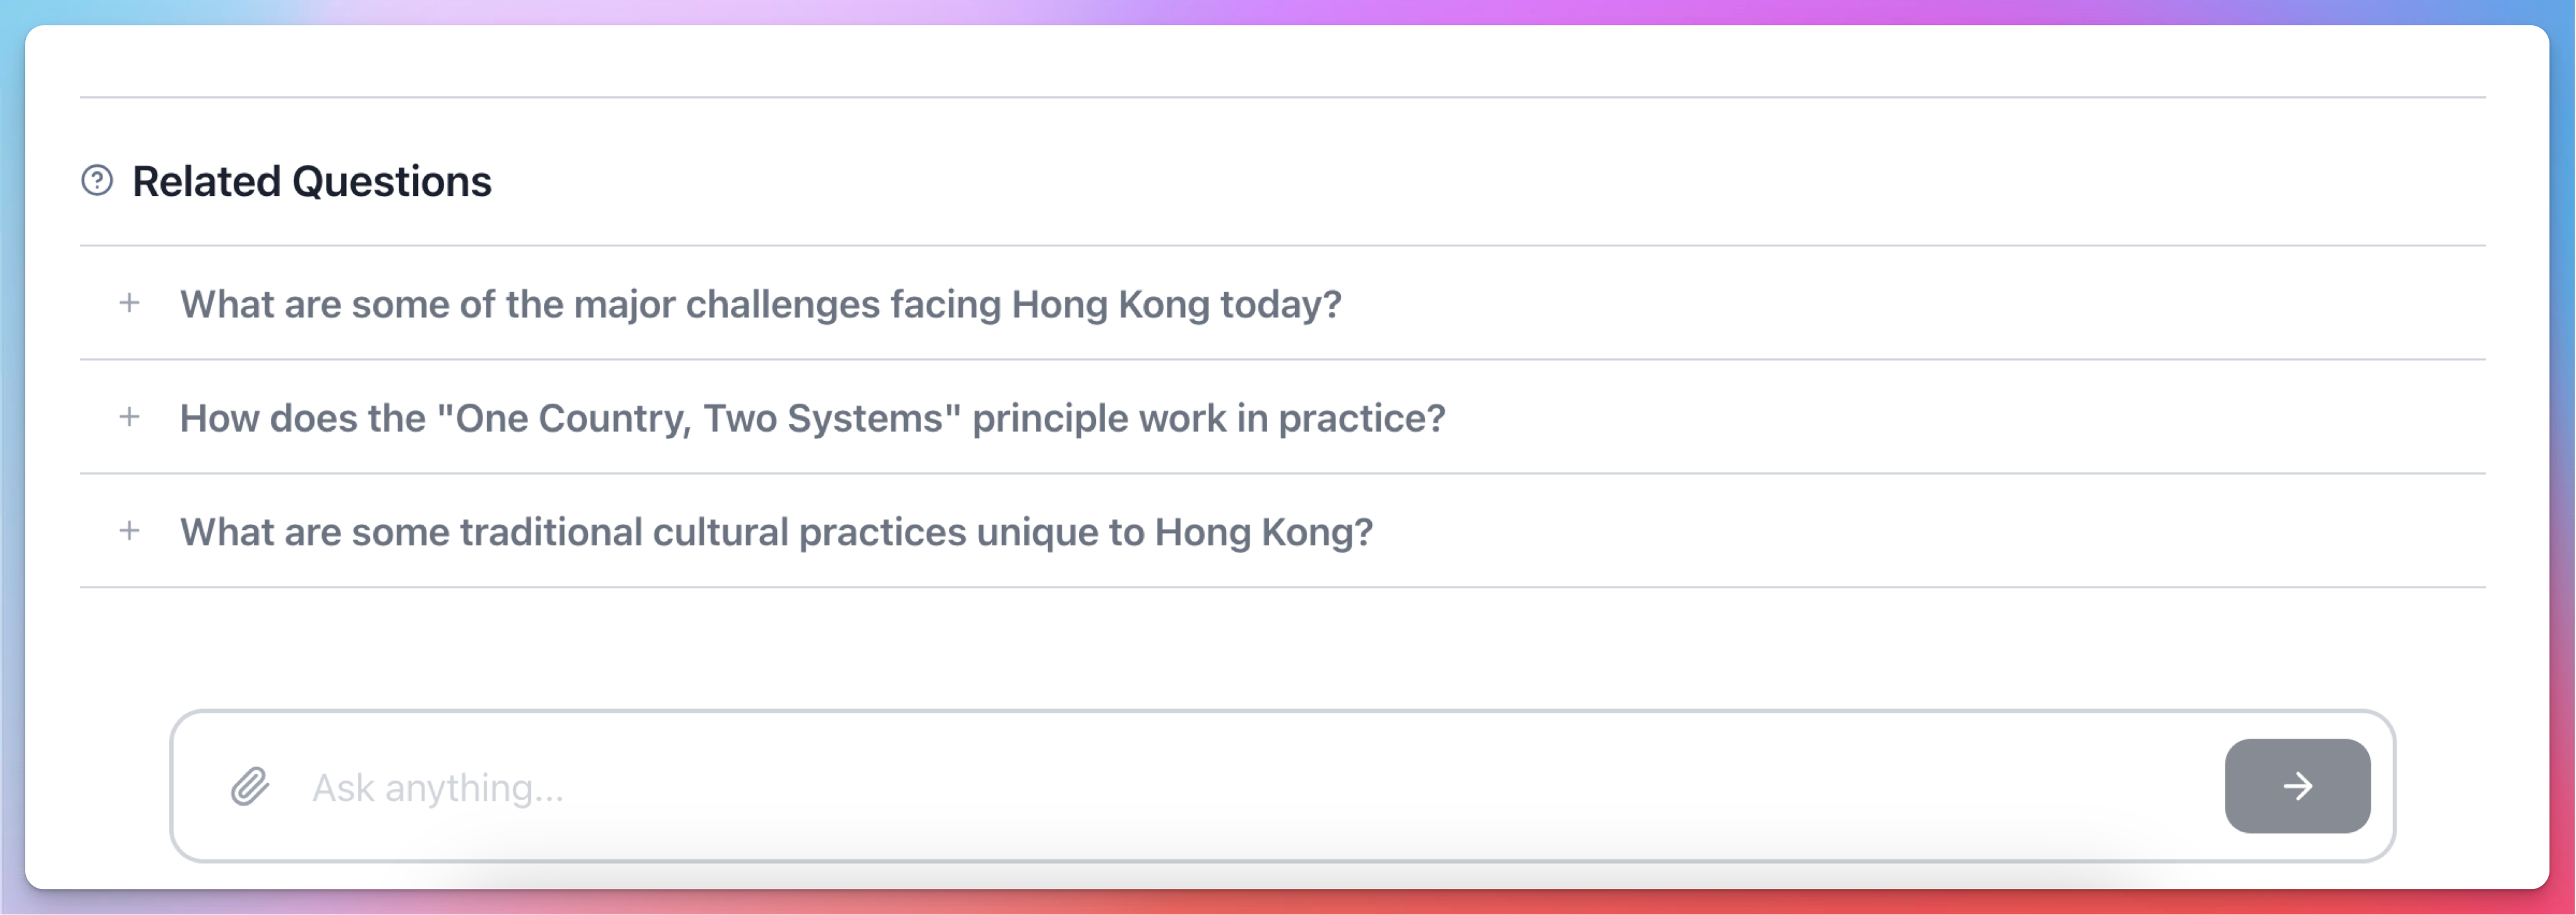 Related Questions
What are some of the major challenges facing Hong Kong today?
How does the "One Country, Two Systems" principle work in practice?
What are some traditional cultural practices unique to Hong Kong?
Ask anything...